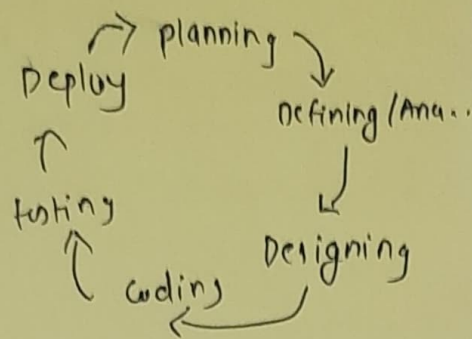 planning
Defining/Ana..
Designing
coding
testing
Deploy